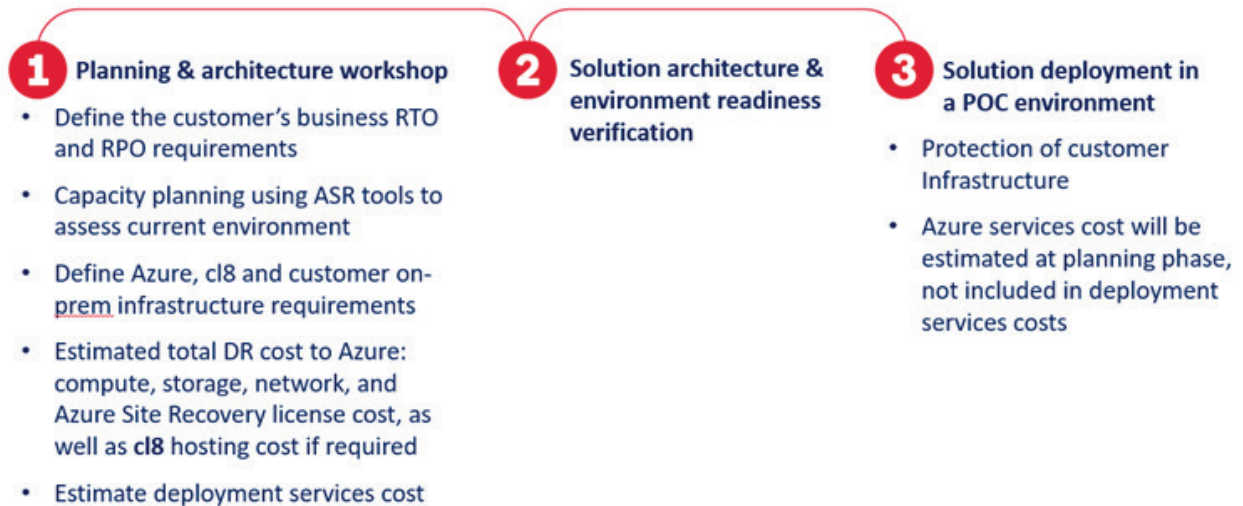 1 Planning & architecture workshop
• Define the customer's business RTO
and RPO requirements
• Capacity planning using ASR tools to
assess current environment
• Define Azure, cl8 and customer on-
prem infrastructure requirements
• Estimated total DR cost to Azure:
compute, storage, network, and
Azure Site Recovery license cost, as
well as cl8 hosting cost if required
• Estimate deployment services cost
2 Solution architecture &
environment readiness
verification
3 Solution deployment in
a POC environment
• Protection of customer
Infrastructure
• Azure services cost will be
estimated at planning phase,
not included in deployment
services costs